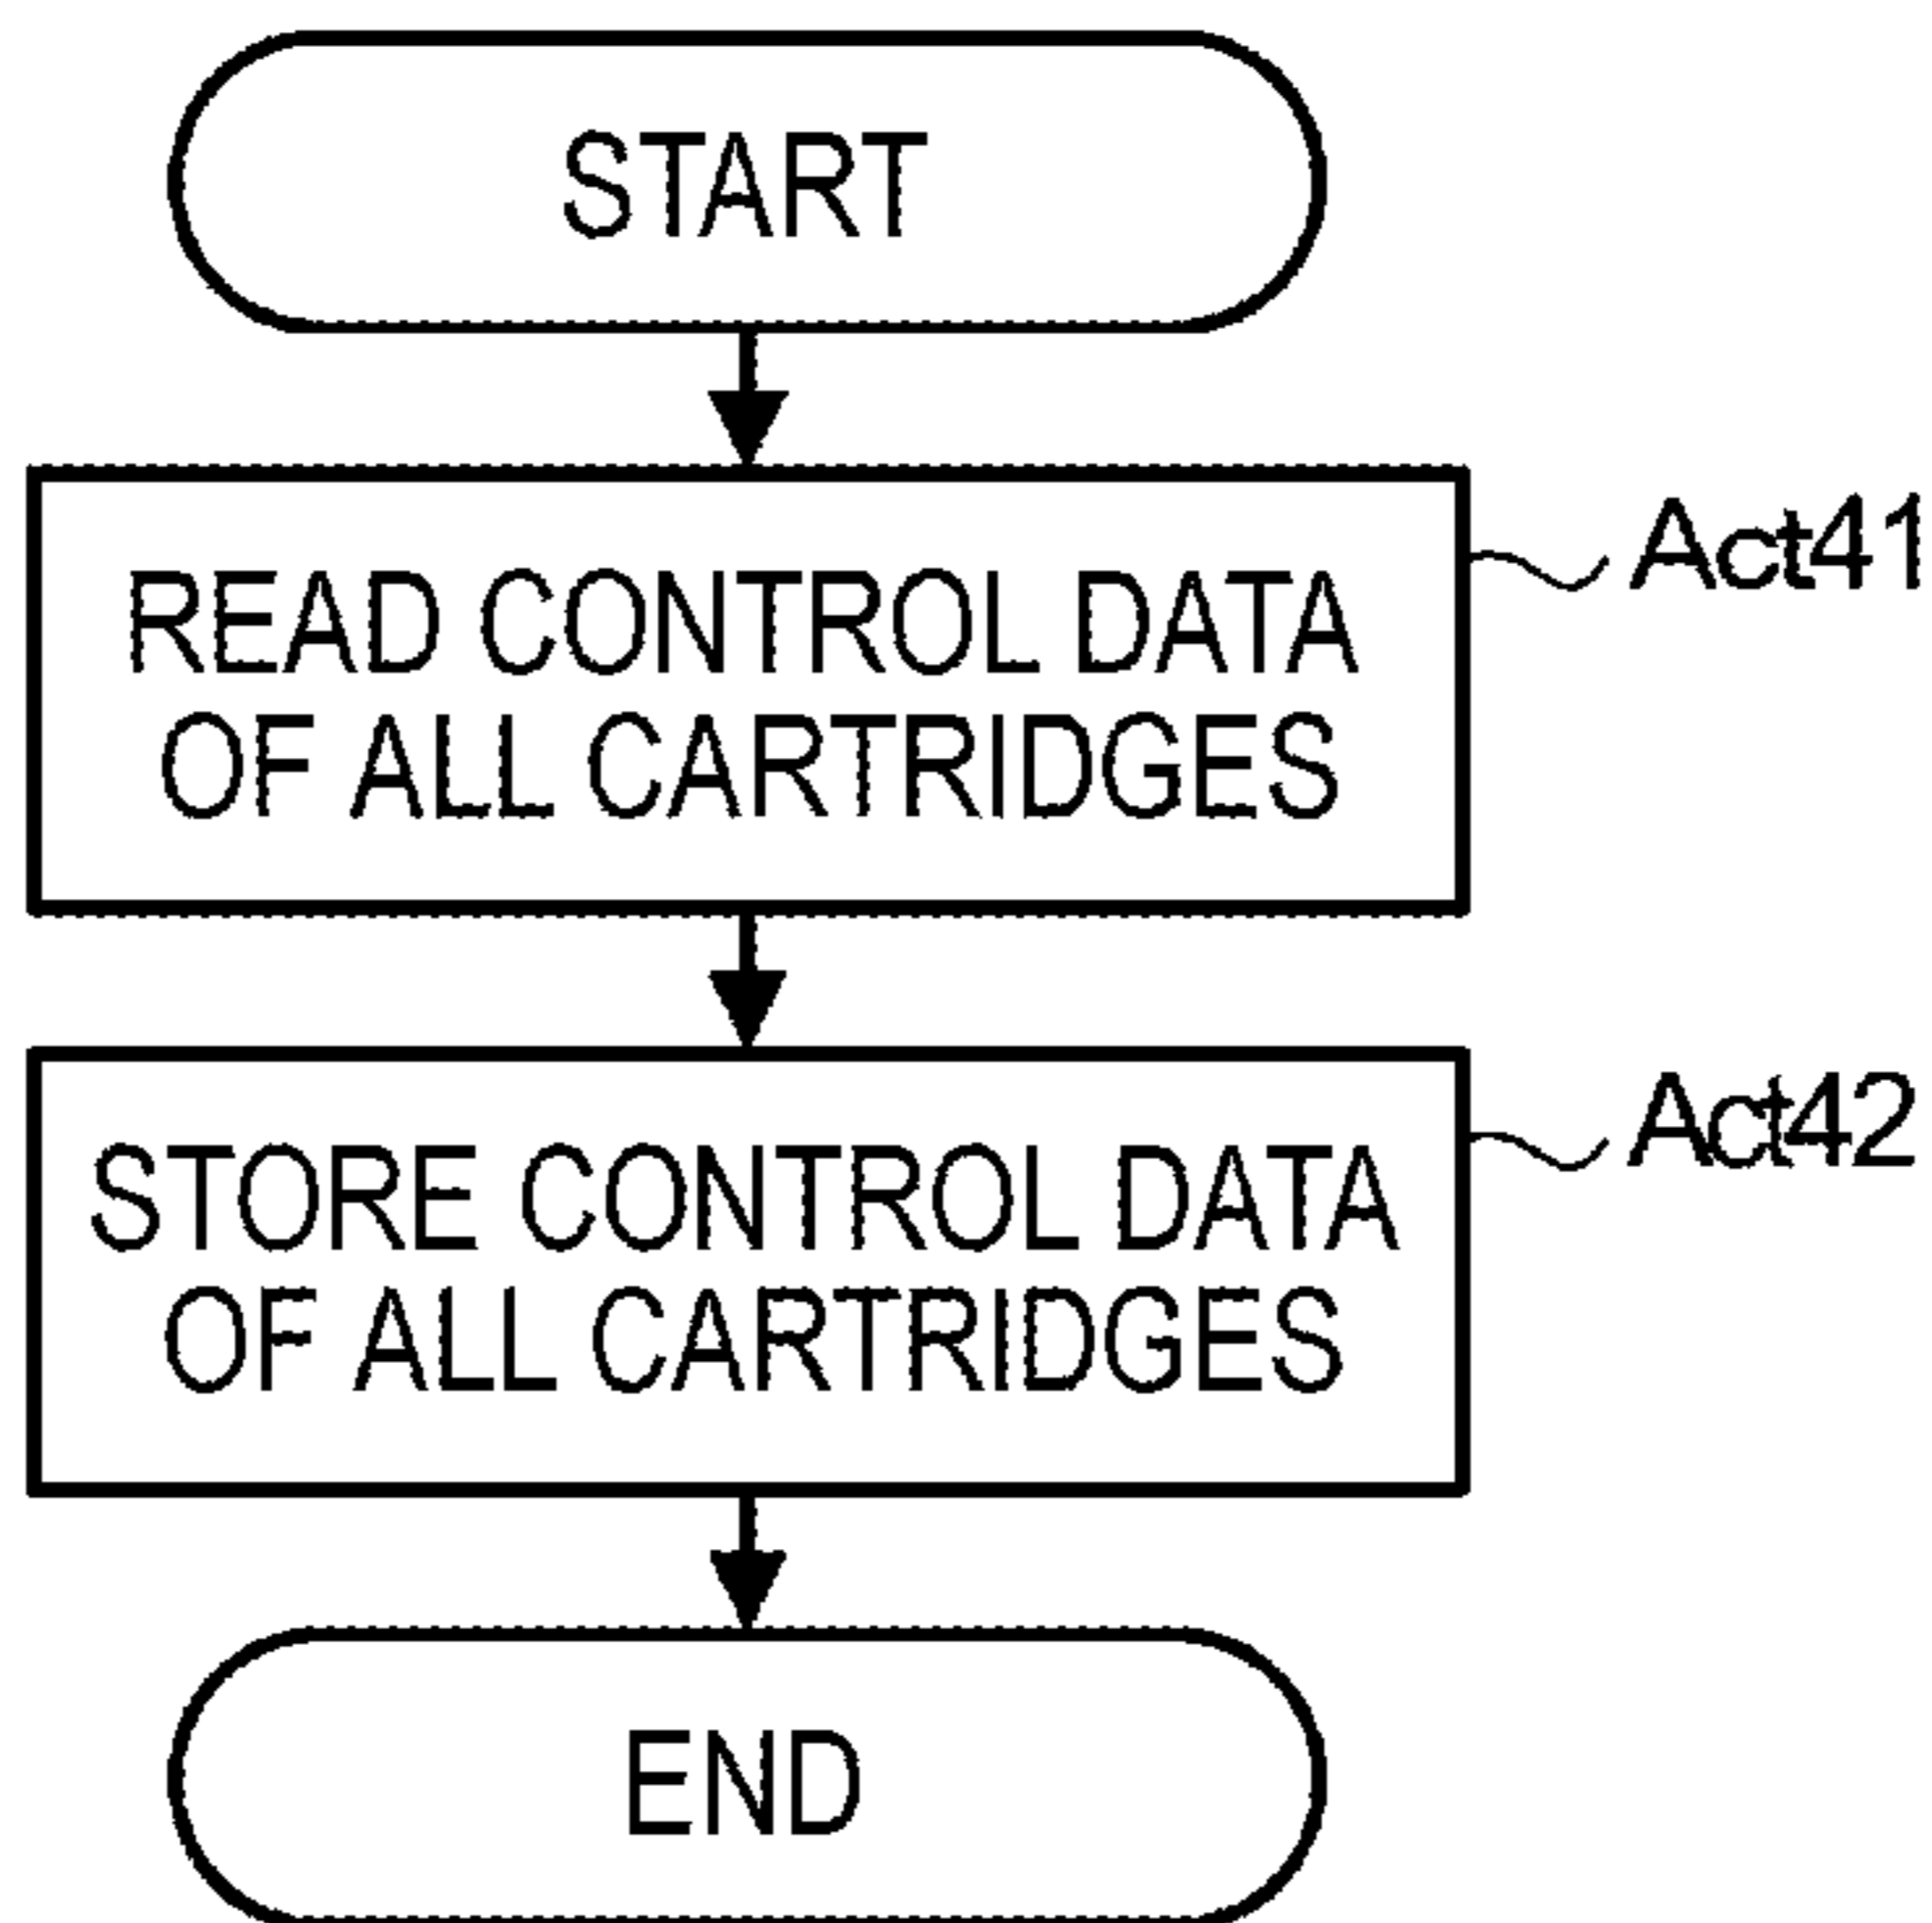 START
READ CONTROL DATA
OF ALL CARTRIDGES
Act41
STORE CONTROL DATA
OF ALL CARTRIDGES
Act42
END